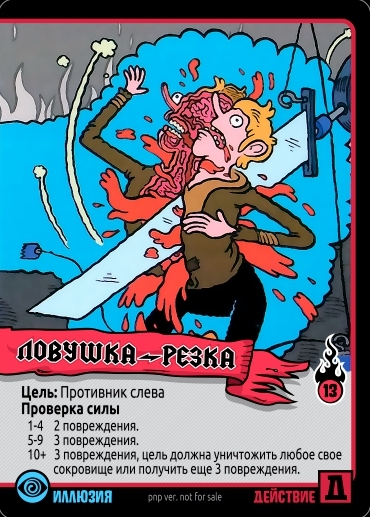 ЛОВУШКА-РЕЗКА
13
Цель: Противник слева
Проверка силы
1-4 2 повреждения.
5-9 3 повреждения.
10+ 3 повреждения, цель должна уничтожить любое свое
сокровище или получить еще 3 повреждения.
ИЛЛЮЗИЯ
pnp ver. not for sale
ДЕЙСТВИЕ Д